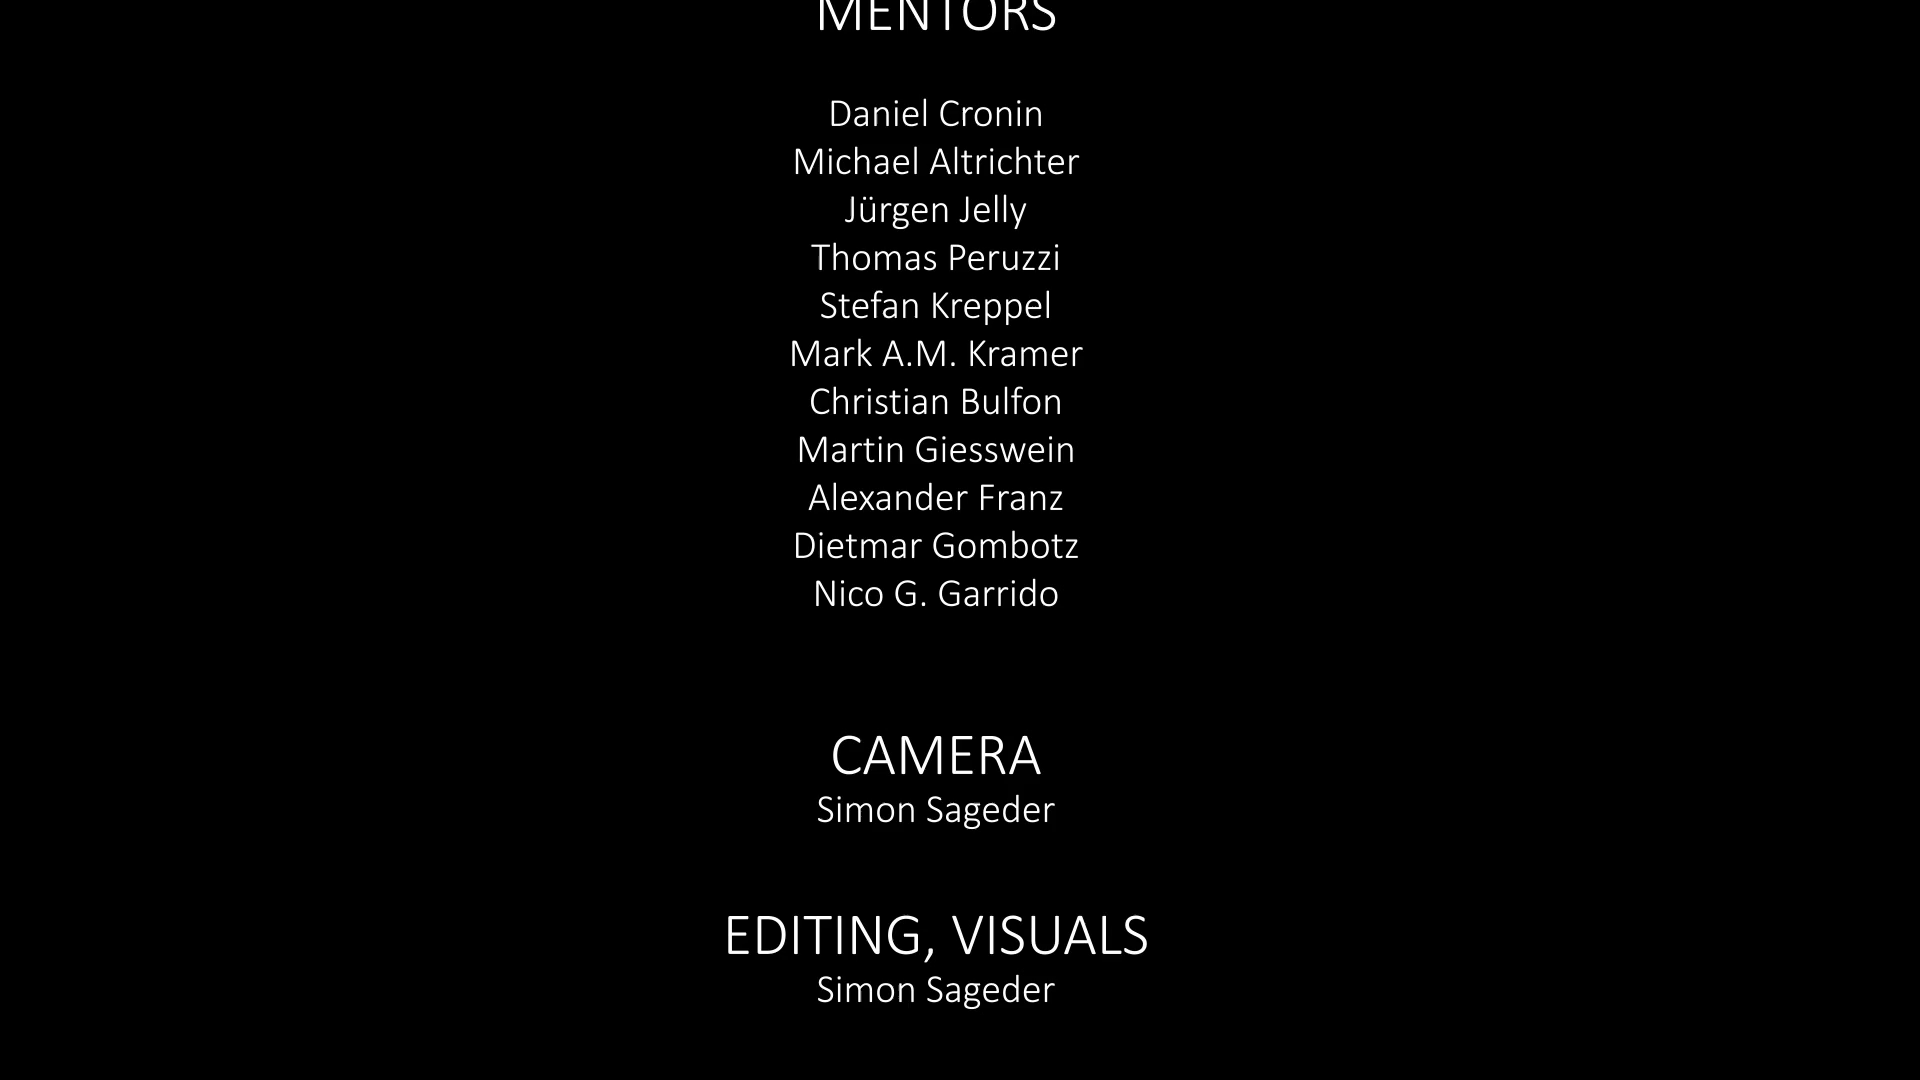 MENTORS
Daniel Cronin
Michael Altrichter
Jürgen Jelly
Thomas Peruzzi
Stefan Kreppel
Mark A.M. Kramer
Christian Bulfon
Martin Giesswein
Alexander Franz
Dietmar Gombotz
Nico G. Garrido
CAMERA
Simon Sageder
EDITING, VISUALS
Simon Sageder